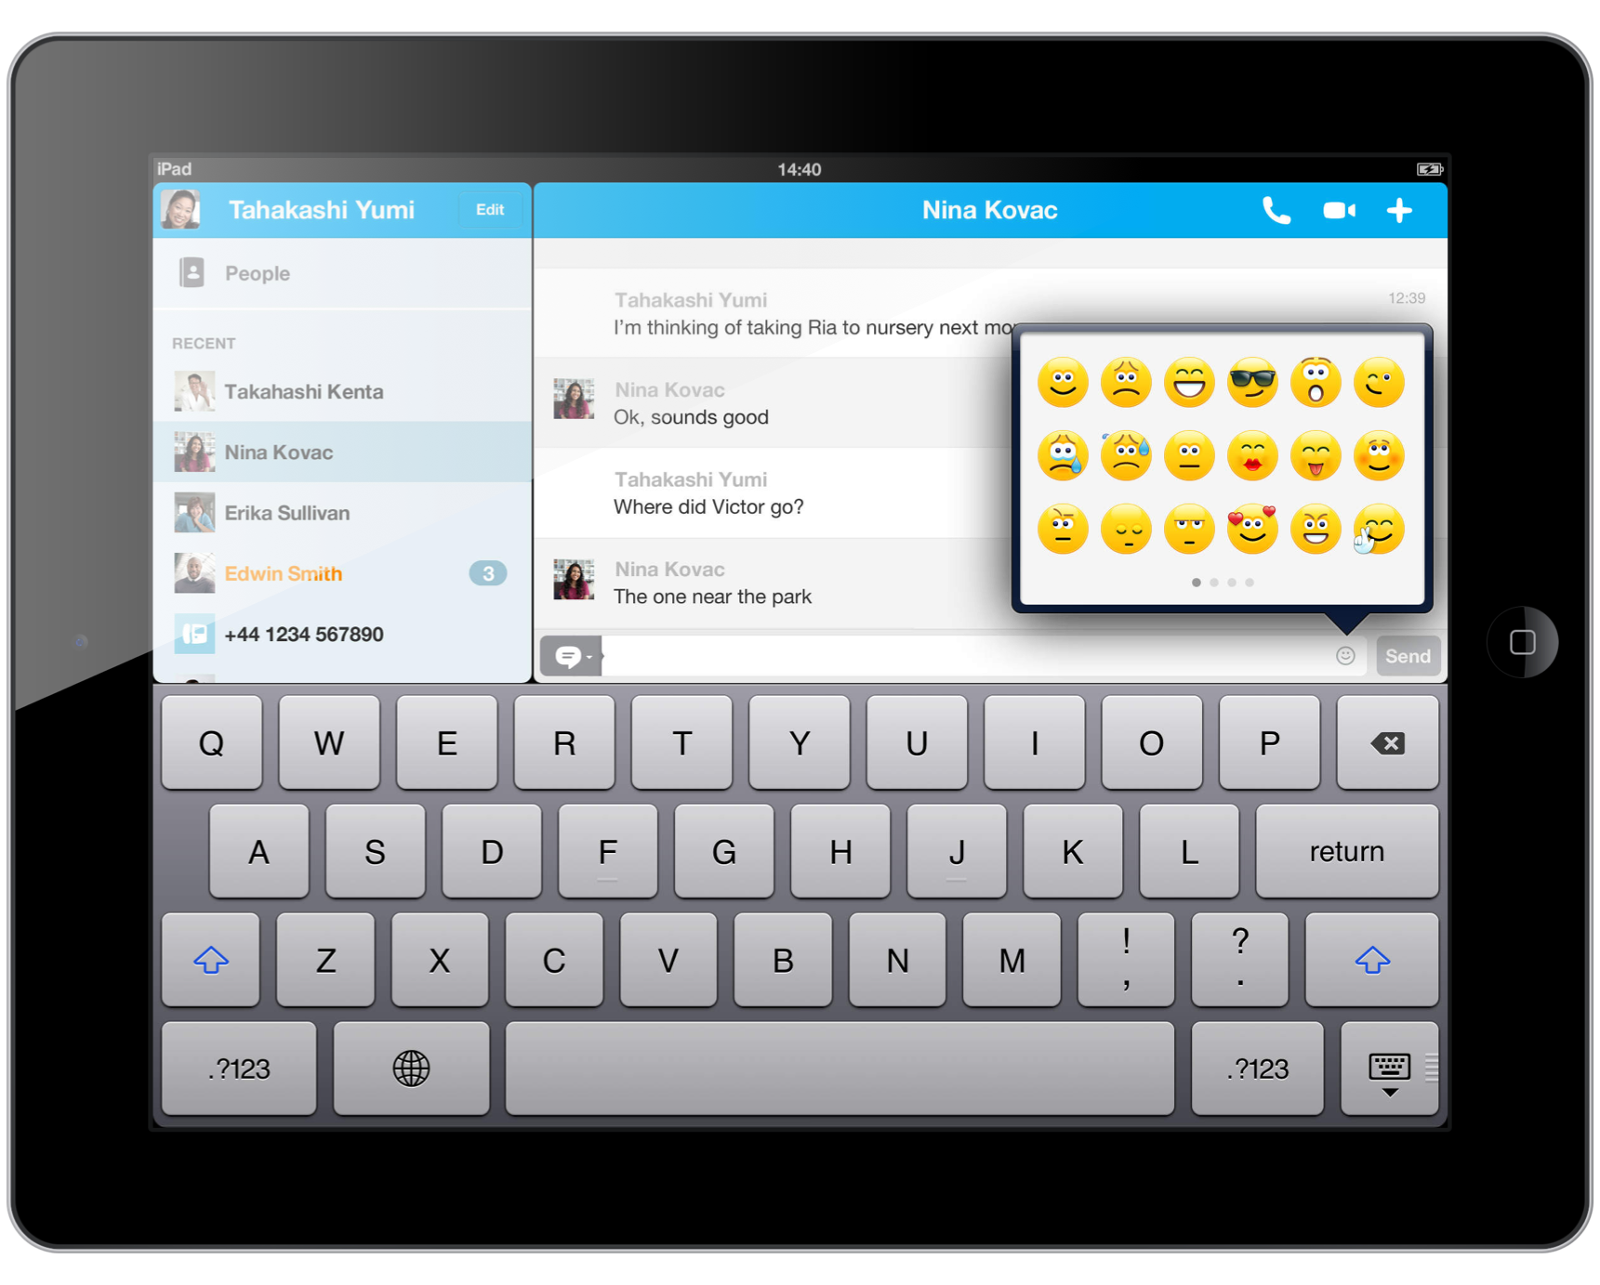 iPad
14:40
Tahakashi Yumi
Edit
Nina Kovac
People
RECENT
Takahashi Kenta
Nina Kovac
Erika Sullivan
Edwin Smith
3
+44 1234 567890
Tahakashi Yumi
12:39
I'm thinking of taking Ria to nursery next
Nina Kovac
Ok, sounds good
Tahakashi Yumi
Where did Victor go?
Nina Kovac
The one near the park
Send
Q W E R T Y U I O P
A S D F G H J K L return
Z X C V B N M ! , ? .
.?123 .?123